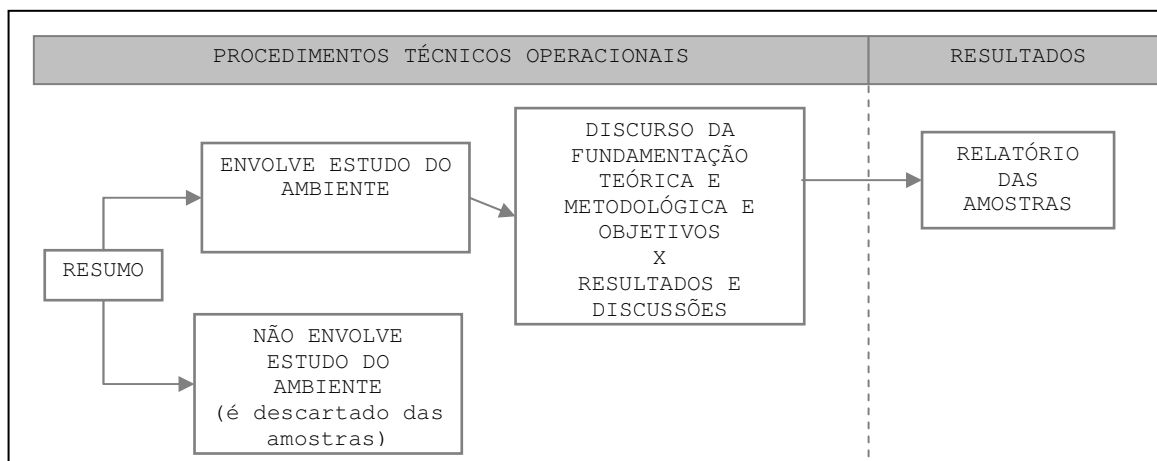 PROCEDIMENTOS TÉCNICOS OPERACIONAIS
RESULTADOS
RESUMO
ENVOLVE ESTUDO DO
AMBIENTE
NÃO ENVOLVE
ESTUDO DO
AMBIENTE
(é descartado das
amostras)
DISCURSO DA
FUNDAMENTAÇÃO
TEÓRICA E
METODOLÓGICA E
OBJETIVOS
X
RESULTADOS E
DISCUSSÕES
RELATÓRIO
DAS
AMOSTRAS